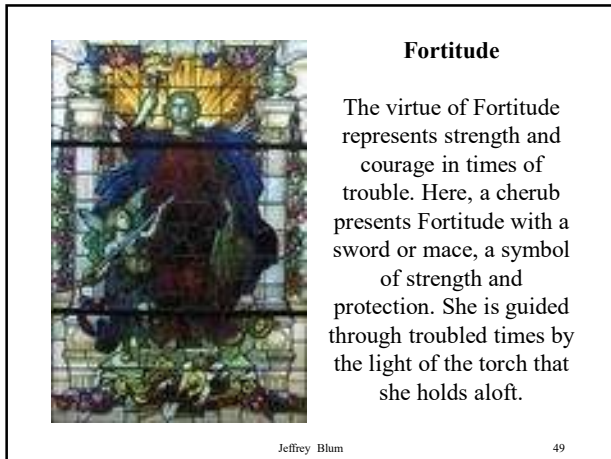 Fortitude
The virtue of Fortitude
represents strength and
courage in times of
trouble. Here, a cherub
presents Fortitude with a
sword or mace, a symbol
of strength and
protection. She is guided
through troubled times by
the light of the torch that
she holds aloft.
Jeffrey Blum
49